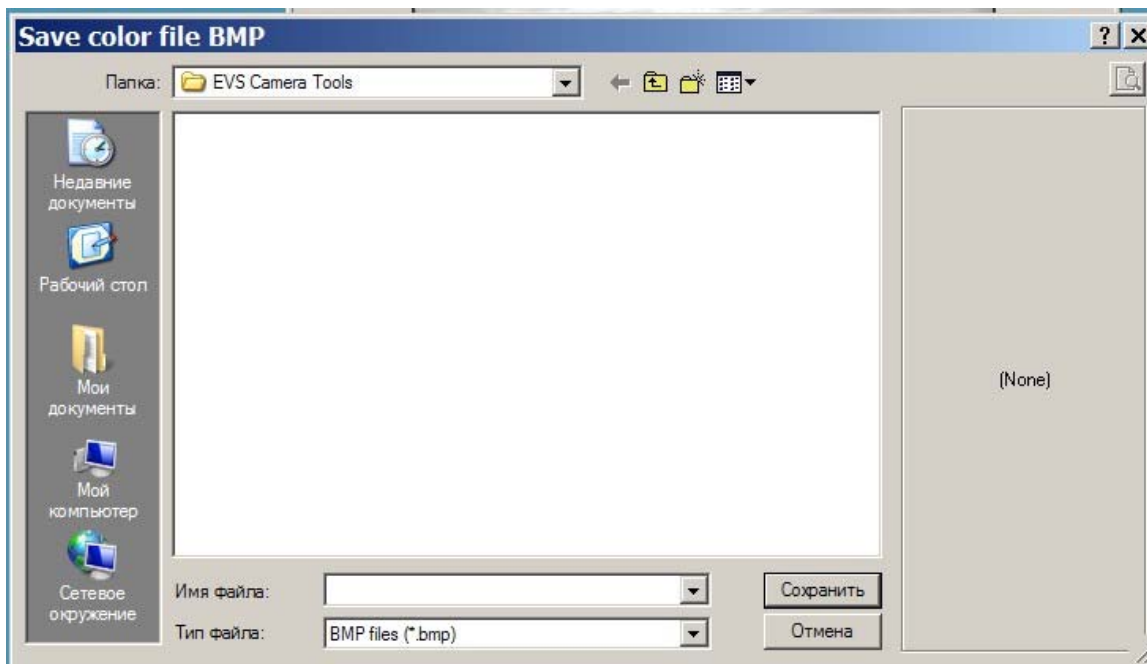 Save color file BMP
Папка: EVS Camera Tools
Недавние
документы
Рабочий стол
Мои
документы
Мой
компьютер
Сетевое
окружение
(None)
Имя файла: Сохранить
Тип файла: BMP files (*.bmp) Отмена